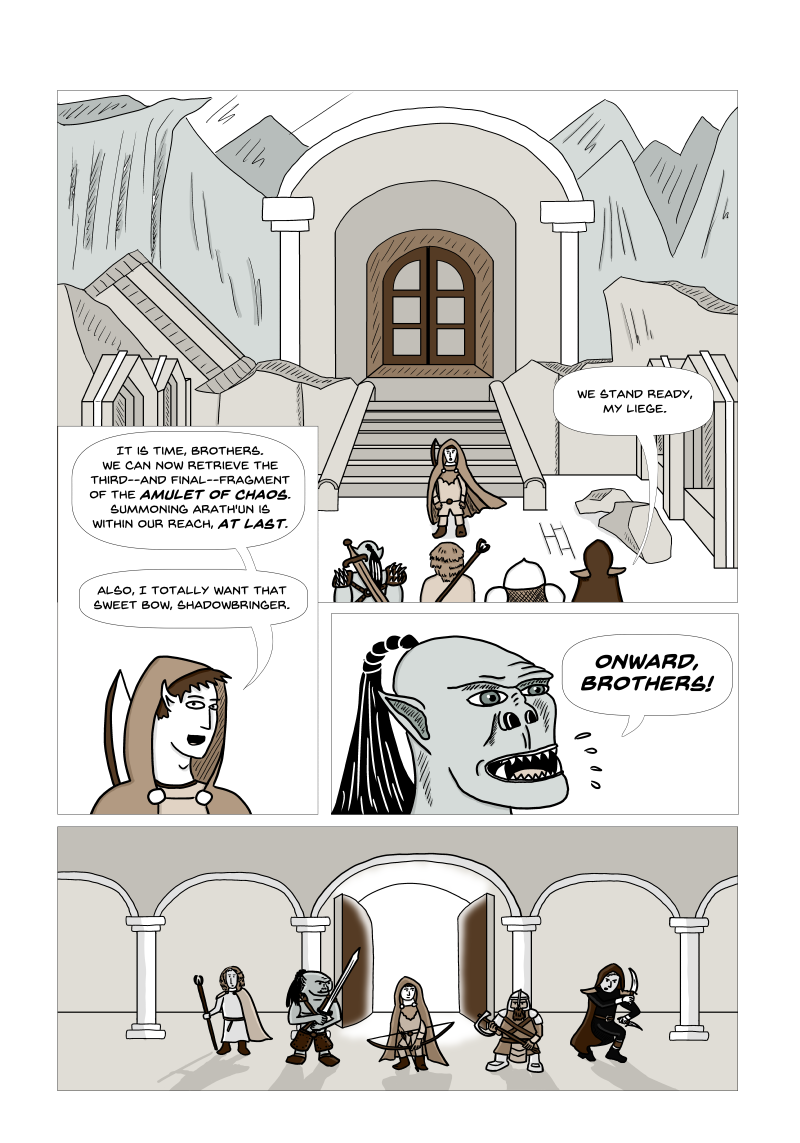 IT IS TIME, BROTHERS.
WE CAN NOW RETRIEVE THE
THIRD--AND FINAL--FRAGMENT
OF THE AMULET OF CHAOS.
SUMMONING ARATH'UN IS
WITHIN OUR REACH, AT LAST.
ALSO, I TOTALLY WANT THAT
SWEET BOW, SHADOWBRINGER.
WE STAND READY,
MY LIEGE.
ONWARD,
BROTHERS!